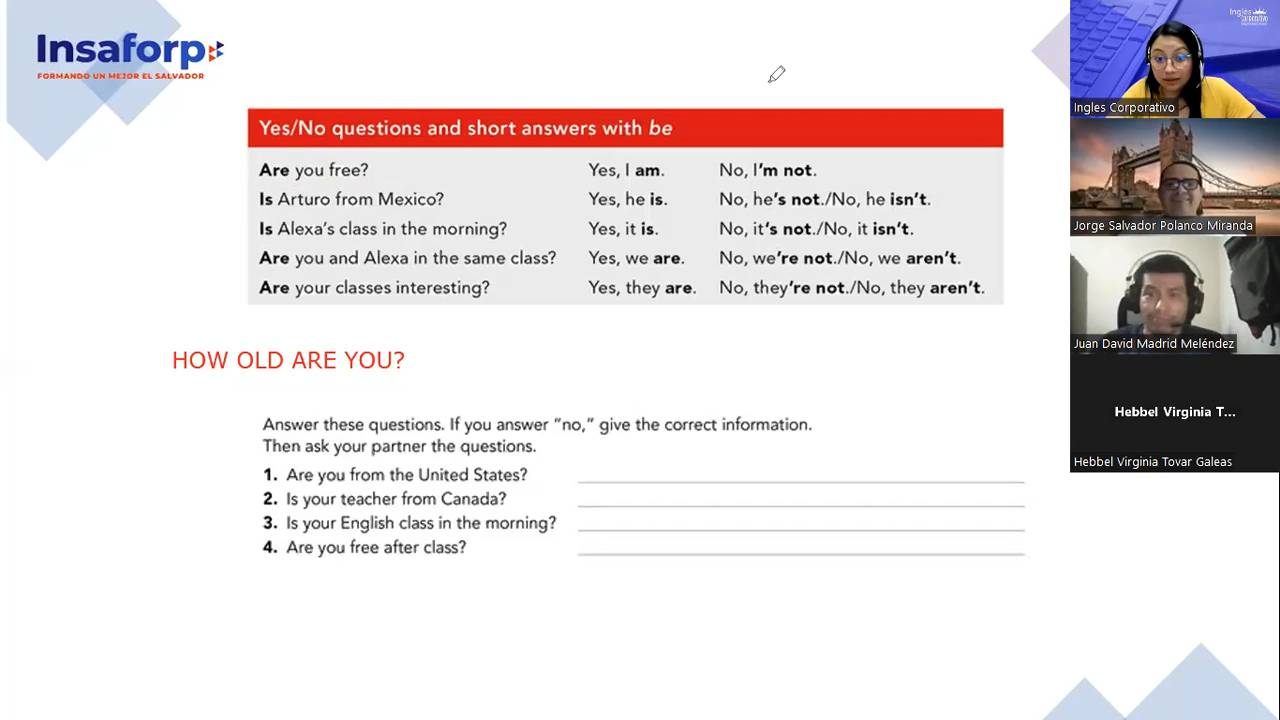 Insaforp
FORMANDO UN MEJOR EL SALVADOR
Yes/No questions and short answers with be
Are you free? Yes, I am. No, I'm not.
Is Arturo from Mexico? Yes, he is. No, he's not./No, he isn't.
Is Alexa's class in the morning? Yes, it is. No, it's not./No, it isn't.
Are you and Alexa in the same class? Yes, we are. No, we're not./No, we aren't.
Are your classes interesting? Yes, they are. No, they're not./No, they aren't.
HOW OLD ARE YOU?
Answer these questions. If you answer "no," give the correct information.
Then ask your partner the questions.
1. Are you from the United States?
2. Is your teacher from Canada?
3. Is your English class in the morning?
4. Are you free after class?
Ingles Corporativo
Jorge Salvador Polanco Miranda
Juan David Madrid Meléndez
Hebbel Virginia T...
Hebbel Virginia Tovar Galeas